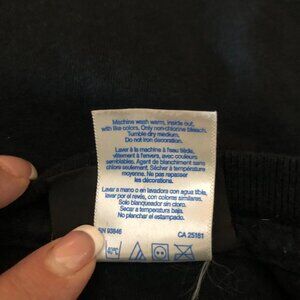 Machine wash warm, inside out,
with like colors. Only non-chlorine bleach.
Tumble dry medium.
Do not iron decoration.
Laver à la machine à l'eau tiède,
vêtement à l'envers, avec couleurs
semblables. Agent de blanchiment
sans chlore seulement. Sécher à température
moyenne. Ne pas repasser
les décorations.
Lavar a mano o en lavadora con agua tibia,
lavar por el revés, con colores similares.
Solo blanqueador sin cloro.
Secar a temperatura baja.
No planchar el estampado.
RN 93846 CA 25161